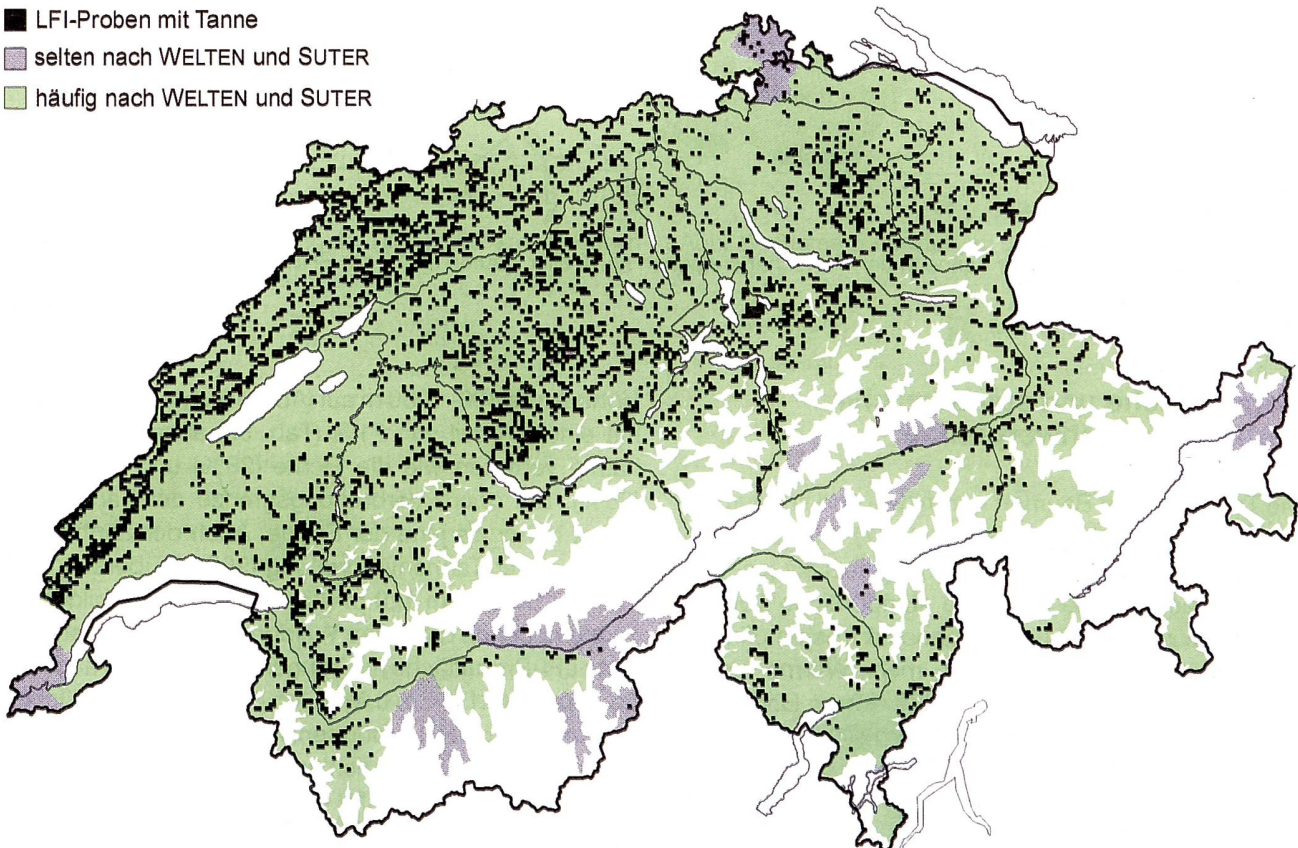 LFI-Proben mit Tanne
selten nach WELTEN und SUTER
häufig nach WELTEN und SUTER